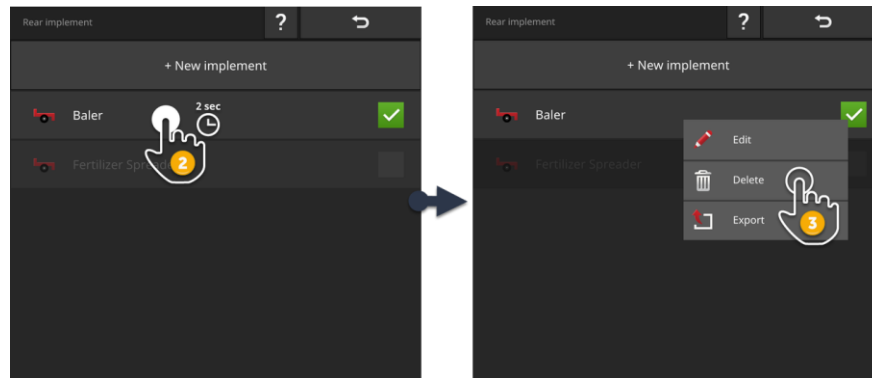 Rear implement
?
+ New implement
Baler
2 sec
2
Fertilizer Spreader
Rear implement
?
+ New implement
Baler
Edit
Fertilizer Spreader
Delete
Export
3